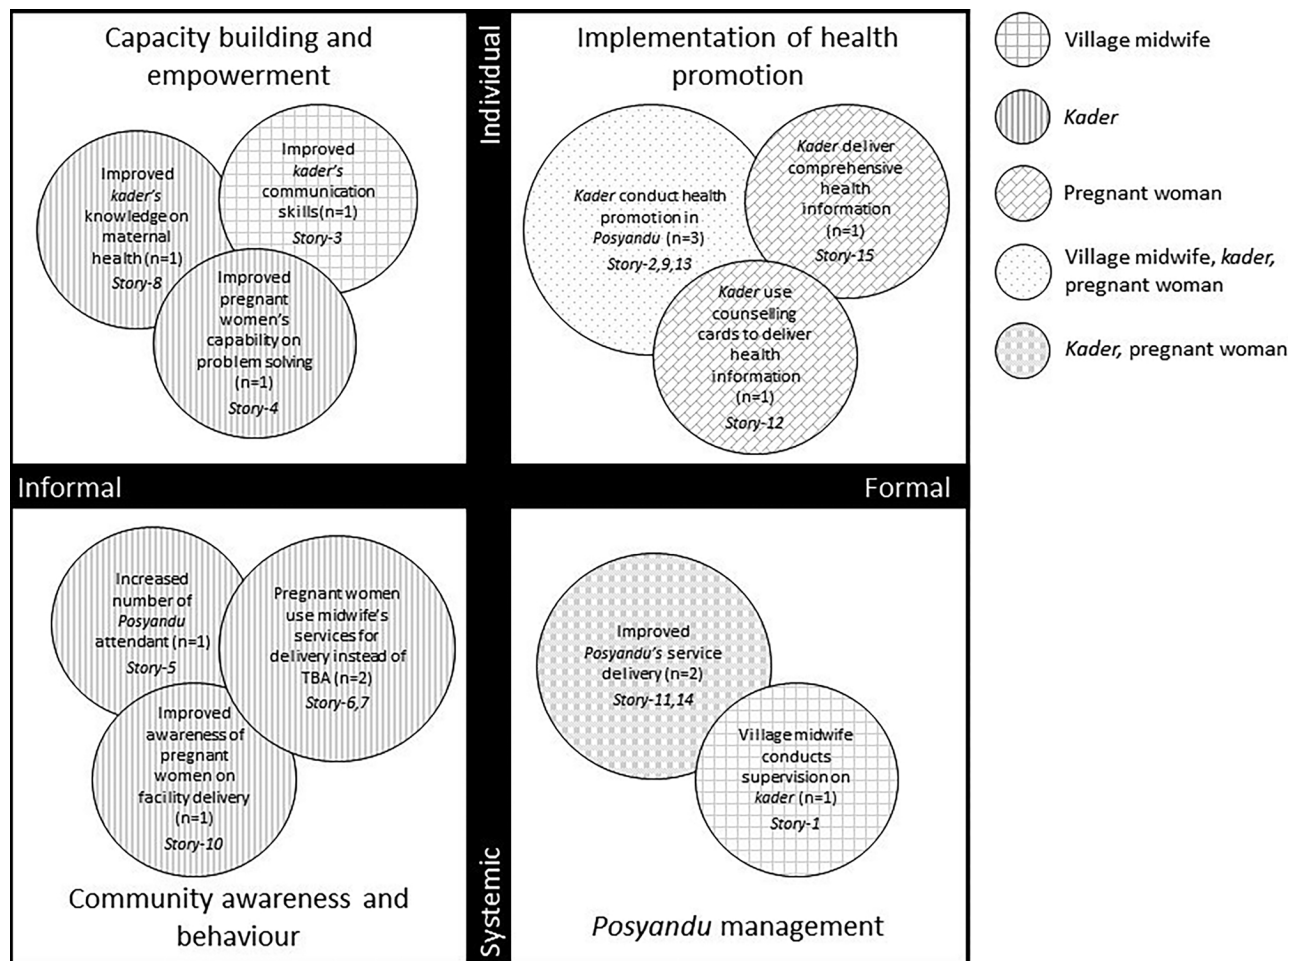 Capacity building and
empowerment
Improved
kader's
knowledge on
maternal
health (n=1)
Story-8
Improved
kader's
communication
skills(n=1)
Story-3
Improved
pregnant
women's
capability on
problem solving
(n=1)
Story-4
Individual
Implementation of health
promotion
Kader conduct health
promotion in
Posyandu (n=3)
Story-2,9,13
Kader deliver
comprehensive
health
information
(n=1)
Story-15
Kader use
counselling
cards to deliver
health
information
(n=1)
Story-12
Village midwife
Kader
Pregnant woman
Village midwife, kader,
pregnant woman
Kader, pregnant woman
Informal
Formal
Increased
number of
Posyandu
attendant (n=1)
Story-5
Pregnant women
use midwife's
services for
delivery instead of
TBA (n=2)
Story-6,7
Improved
awareness of
pregnant
women on
facility delivery
(n=1)
Story-10
Community awareness and
behaviour
Systemic
Improved
Posyandu's service
delivery (n=2)
Story-11,14
Village midwife
conducts
supervision on
kader (n=1)
Story-1
Posyandu management